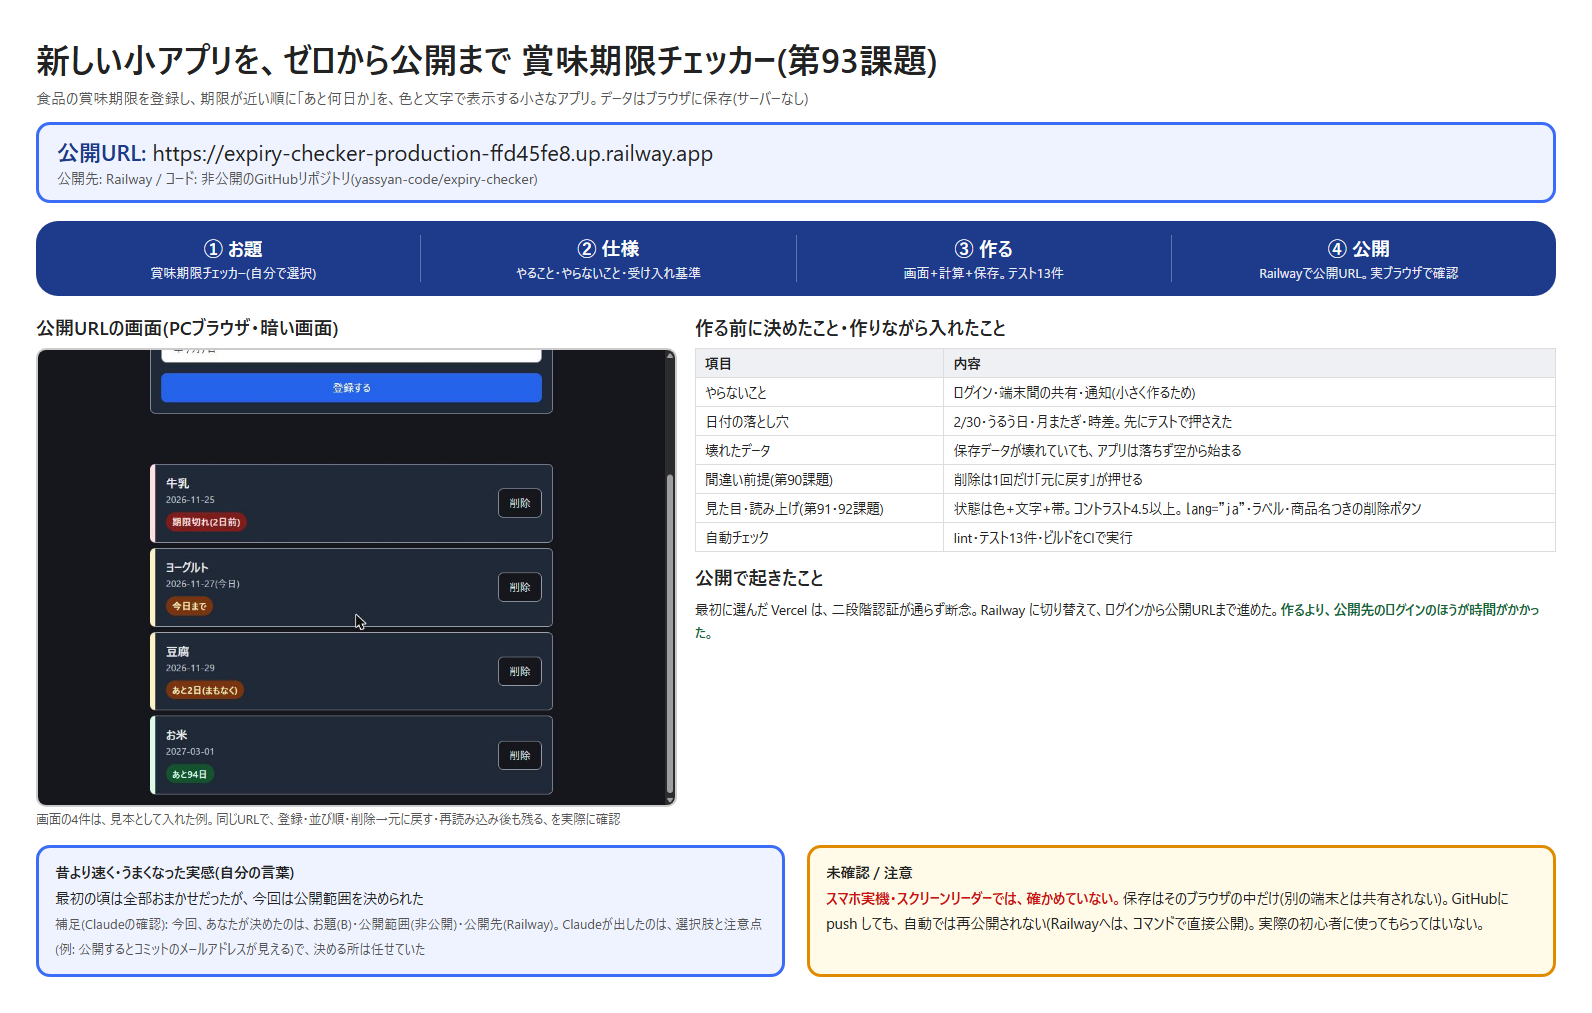 新しい小アプリを、ゼロから公開まで 賞味期限チェッカー(第93課題)
食品の賞味期限を登録し、期限が近い順に「あと何日か」を、色と文字で表示する小さなアプリ。データはブラウザに保存(サーバーなし)
公開URL: https://expiry-checker-production-ffd45fe8.up.railway.app
公開先: Railway / コード: 非公開のGitHubリポジトリ(yassyan-code/expiry-checker)
① お題
賞味期限チェッカー(自分で選択)
② 仕様
やること・やらないこと・受け入れ基準
③ 作る
画面+計算+保存。テスト13件
④ 公開
Railwayで公開URL。実ブラウザで確認
公開URLの画面(PCブラウザ・暗い画面)
登録する
牛乳
2026-11-25
期限切れ(2日前)
削除
ヨーグルト
2026-11-27(今日)
今日まで
削除
豆腐
2026-11-29
あと2日(まもなく)
削除
お米
2027-03-01
あと94日
削除
画面の4件は、見本として入れた例。同じURLで、登録・並び順・削除→元に戻す・再読み込み後も残る、を実際に確認
作る前に決めたこと・作りながら入れたこと
項目 内容
やらないこと ログイン・端末間の共有・通知(小さく作るため)
日付の落とし穴 2/30・うるう日・月またぎ・時差。先にテストで押さえた
壊れたデータ 保存データが壊れていても、アプリは落ちず空から始まる
間違い前提(第90課題) 削除は1回だけ「元に戻す」が押せる
見た目・読み上げ(第91・92課題) 状態は色+文字+帯。コントラスト4.5以上。lang="ja"・ラベル・商品名つきの削除ボタン
自動チェック lint・テスト13件・ビルドをCIで実行
公開で起きたこと
最初に選んだ Vercel は、二段階認証が通らず断念。Railway に切り替えて、ログインから公開URLまで進めた。作るより、公開先のログインのほうが時間がかかっ
た。
昔より速く・うまくなった実感(自分の言葉)
最初の頃は全部おまかせだったが、今回は公開範囲を決められた
補足(Claudeの確認): 今回、あなたが決めたのは、お題(B)・公開範囲(非公開)・公開先(Railway)。Claudeが出したのは、選択肢と注意点
(例: 公開するとコミットのメールアドレスが見える)で、決める所は任せていた
未確認 / 注意
スマホ実機・スクリーンリーダーでは、確かめていない。保存はそのブラウザの中だけ(別の端末とは共有されない)。GitHubに
push しても、自動では再公開されない(Railwayへは、コマンドで直接公開)。実際の初心者に使ってもらってはいない。